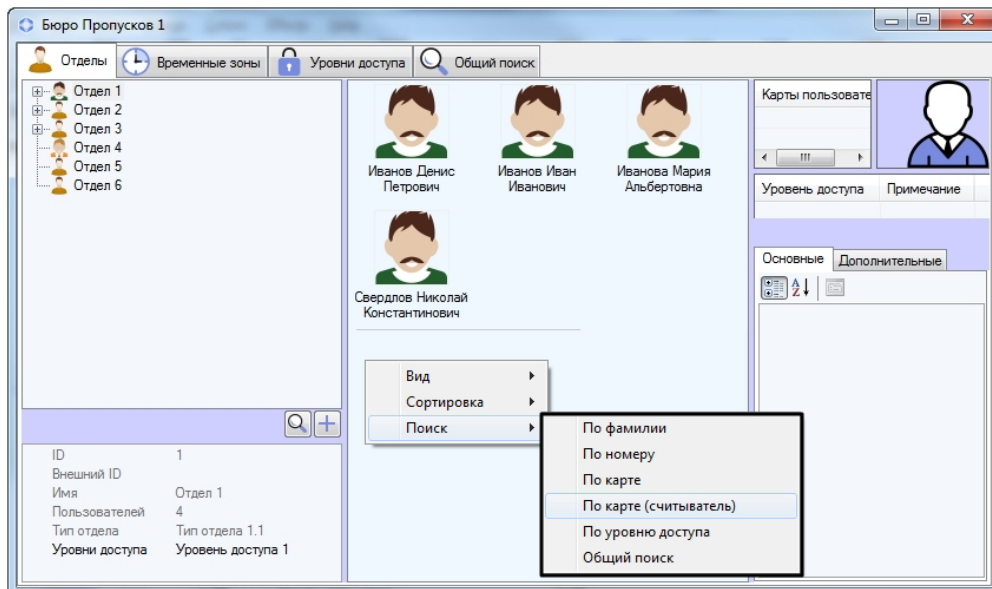 Бюро Пропусков 1
Отделы
Временные зоны
Уровни доступа
Общий поиск
Отдел 1
Отдел 2
Отдел 3
Отдел 4
Отдел 5
Отдел 6
Иванов Денис
Петрович
Иванов Иван
Иванович
Иванова Мария
Альбертовна
Свердлов Николай
Константинович
Карты пользовате
Уровень доступа Примечание
Основные Дополнительные
Вид
Сортировка
Поиск
По фамилии
По номеру
По карте
По карте (считыватель)
По уровню доступа
Общий поиск
ID 1
Внешний ID
Имя Отдел 1
Пользователей 4
Тип отдела Тип отдела 1.1
Уровни доступа Уровень доступа 1